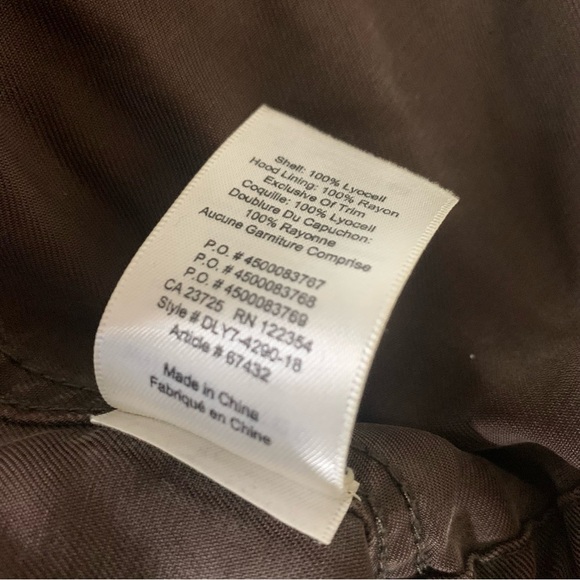 Shell: 100% Lyocell
Hood Lining: 100% Rayon
Exclusive Of Trim
Coquille: 100% Lyocell
Doublure Du Capuchon:
100% Rayonne
Aucune Garniture Comprise
P.O. # 4500083767
P.O. # 4500083768
P.O. # 4500083769
CA 23725 RN 122354
Style # DLY7-4290-18
Article # 67432
Made in China
Fabriqué en Chine